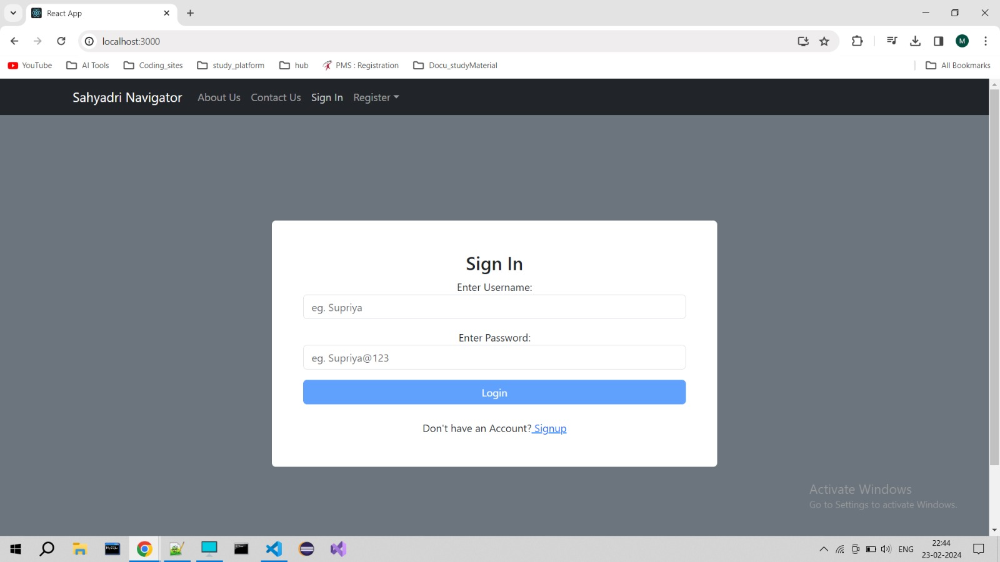 React App
localhost:3000
M
YouTube AI Tools Coding_sites study_platform hub PMS : Registration Docu_studyMaterial All Bookmarks
Sahyadri Navigator About Us Contact Us Sign In Register
Sign In
Enter Username:
eg. Supriya
Enter Password:
eg. Supriya@123
Login
Don't have an Account? Signup
Activate Windows
Go to Settings to activate Windows.
ENG
22:44
23-02-2024